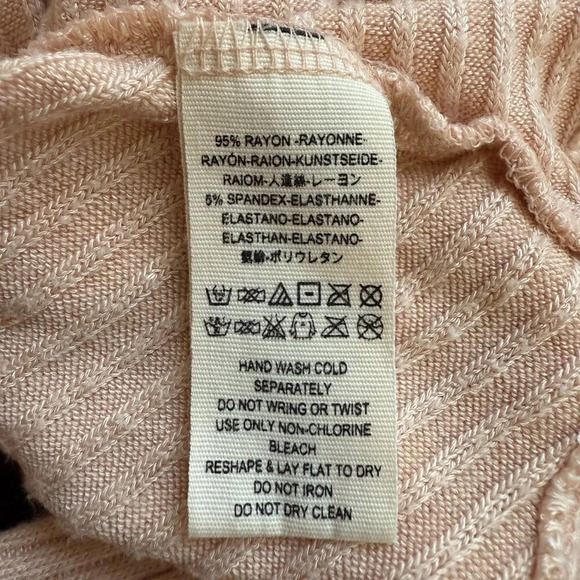 95% RAYON -RAYONNE-
RAYÓN-RAION-KUNSTSEIDE-
RAIOM-人造絲-レーヨン
5% SPANDEX-ELASTHANNE-
ELASTANO-ELASTANO-
ELASTHAN-ELASTANO-
氨綸-ポリウレタン
HAND WASH COLD
SEPARATELY
DO NOT WRING OR TWIST
USE ONLY NON-CHLORINE
BLEACH
RESHAPE & LAY FLAT TO DRY
DO NOT IRON
DO NOT DRY CLEAN